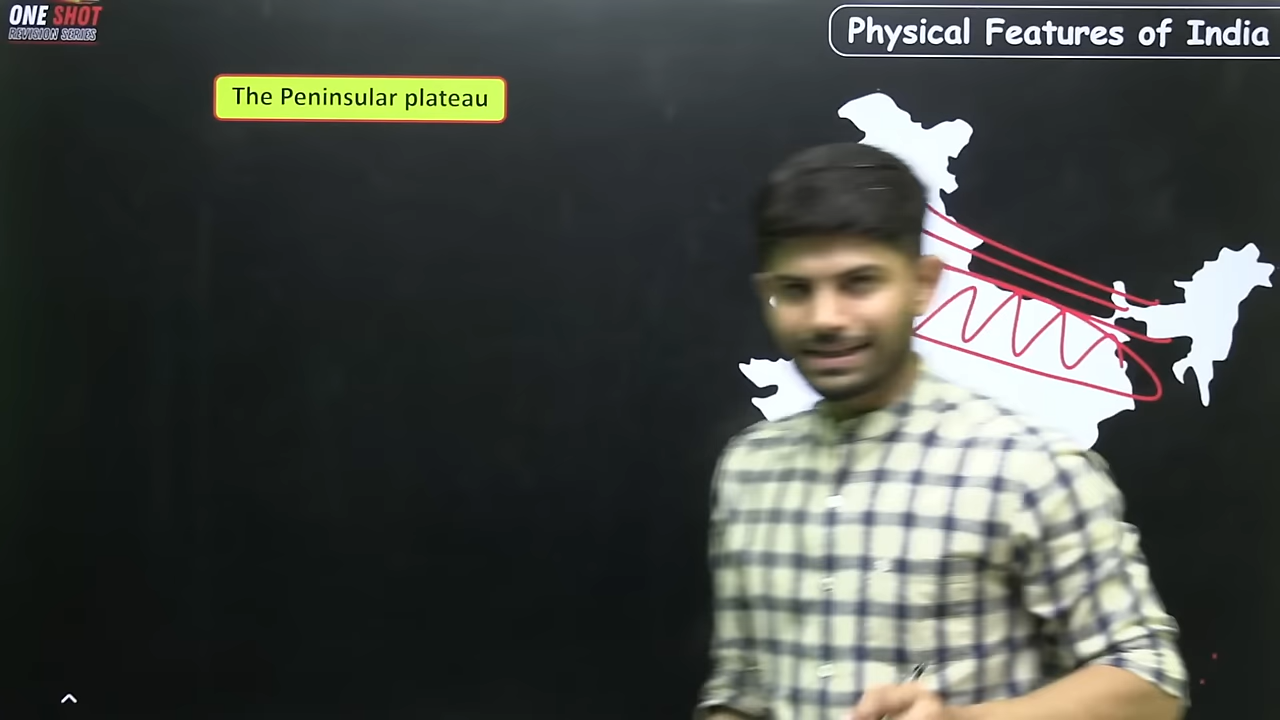 ONE SHOT
REVISION SERIES
Physical Features of India
The Peninsular plateau